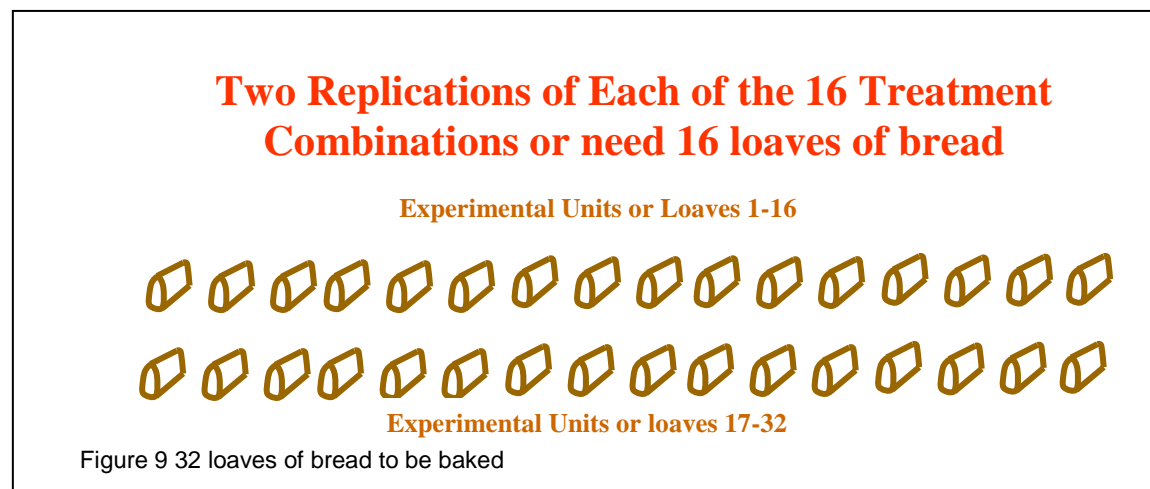 Two Replications of Each of the 16 Treatment
Combinations or need 16 loaves of bread
Experimental Units or Loaves 1-16
Experimental Units or loaves 17-32
Figure 9 32 loaves of bread to be baked